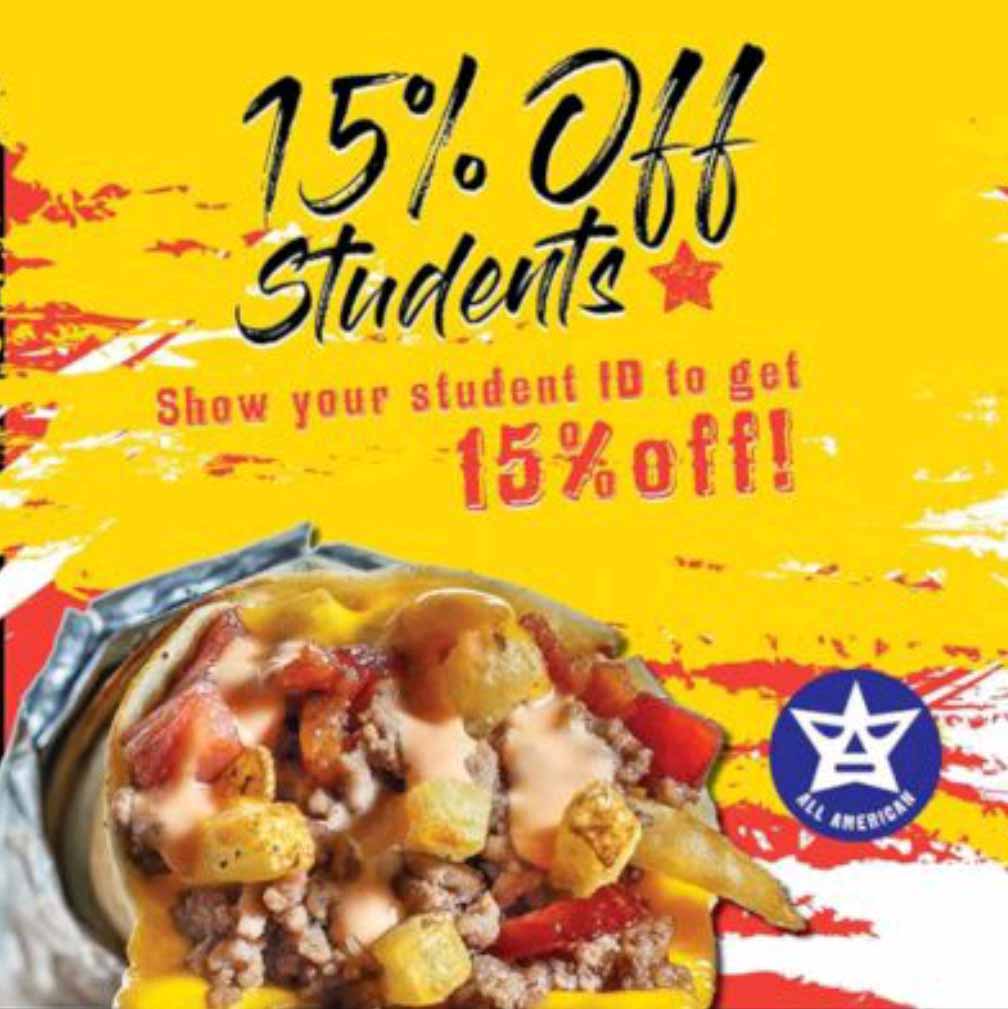 15% Off
Students
Show your student ID to get
15% off!
ALL AMERICAN